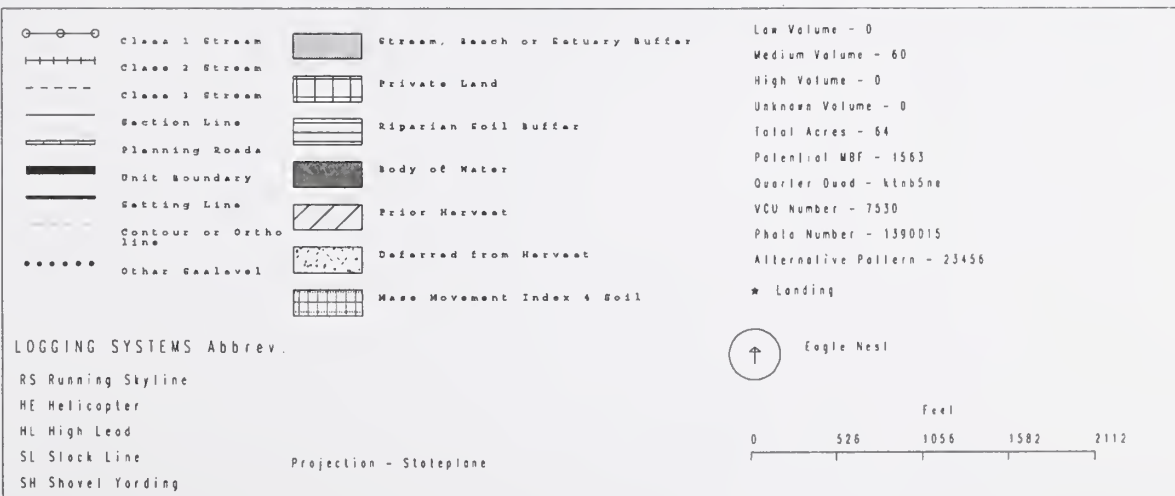 Class 1 Stream
Class 2 Stream
Class 3 Stream
Section Line
Planning Roads
Unit Boundary
Setting Line
Contour or Ortho
line
Other Sealevel
Stream, Beach or Estuary Buffer
Private Land
Riparian Soil Buffer
Body of Water
Prior Harvest
Deferred from Harvest
Mass Movement Index 4 Soil
Low Volume - 0
Medium Volume - 60
High Volume - 0
Unknown Volume - 0
Total Acres - 64
Potential MBF - 1563
Quarter Quad - ktnb5ne
VCU Number - 7530
Photo Number - 1390015
Alternative Pattern - 23456
★ Landing
Eagle Nest
LOGGING SYSTEMS Abbrev.
RS Running Skyline
HE Helicopter
HL High Lead
SL Slack Line
SH Shovel Yarding
Projection - Stateplane
Feet
0 526 1056 1582 2112